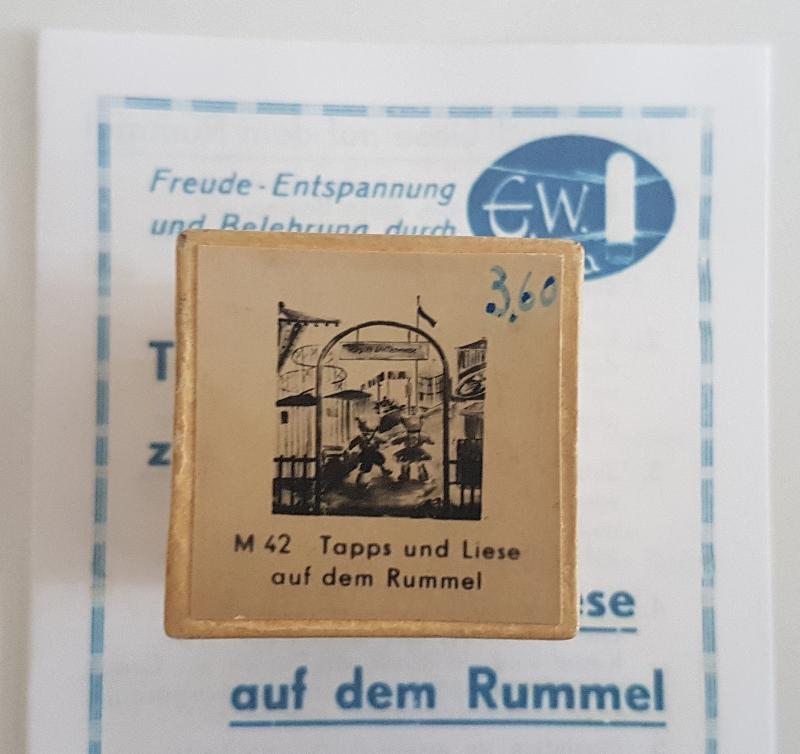 Freude - Entspannung
und Belehrung durch
E.W.
3,60
M 42 Tapps und Liese
auf dem Rummel
auf dem Rummel